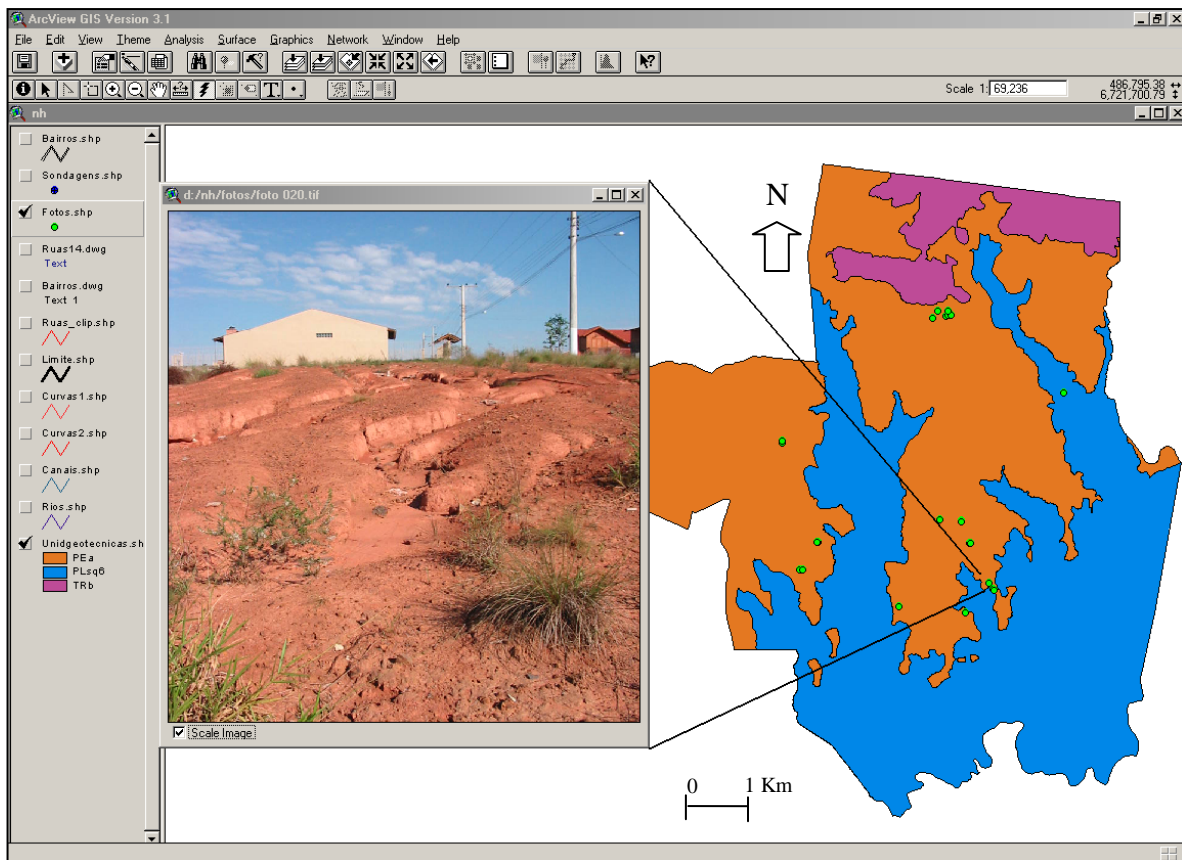 ArcView GIS Version 3.1
File Edit View Theme Analysis Surface Graphics Network Window Help
Scale 1: 69,236
486,795.38
6,721,700.79
nh
Bairros.shp
Sondagens.shp
Fotos.shp
Ruas14.dwg
Text
Bairros.dwg
Text 1
Ruas_clip.shp
Limite.shp
Curvas1.shp
Curvas2.shp
Canais.shp
Rios.shp
Unidgeotecnicas.sh
PEa
PLsq6
TRb
d:/nh/fotos/foto 020.tif
Scale Image
N
0 1 Km